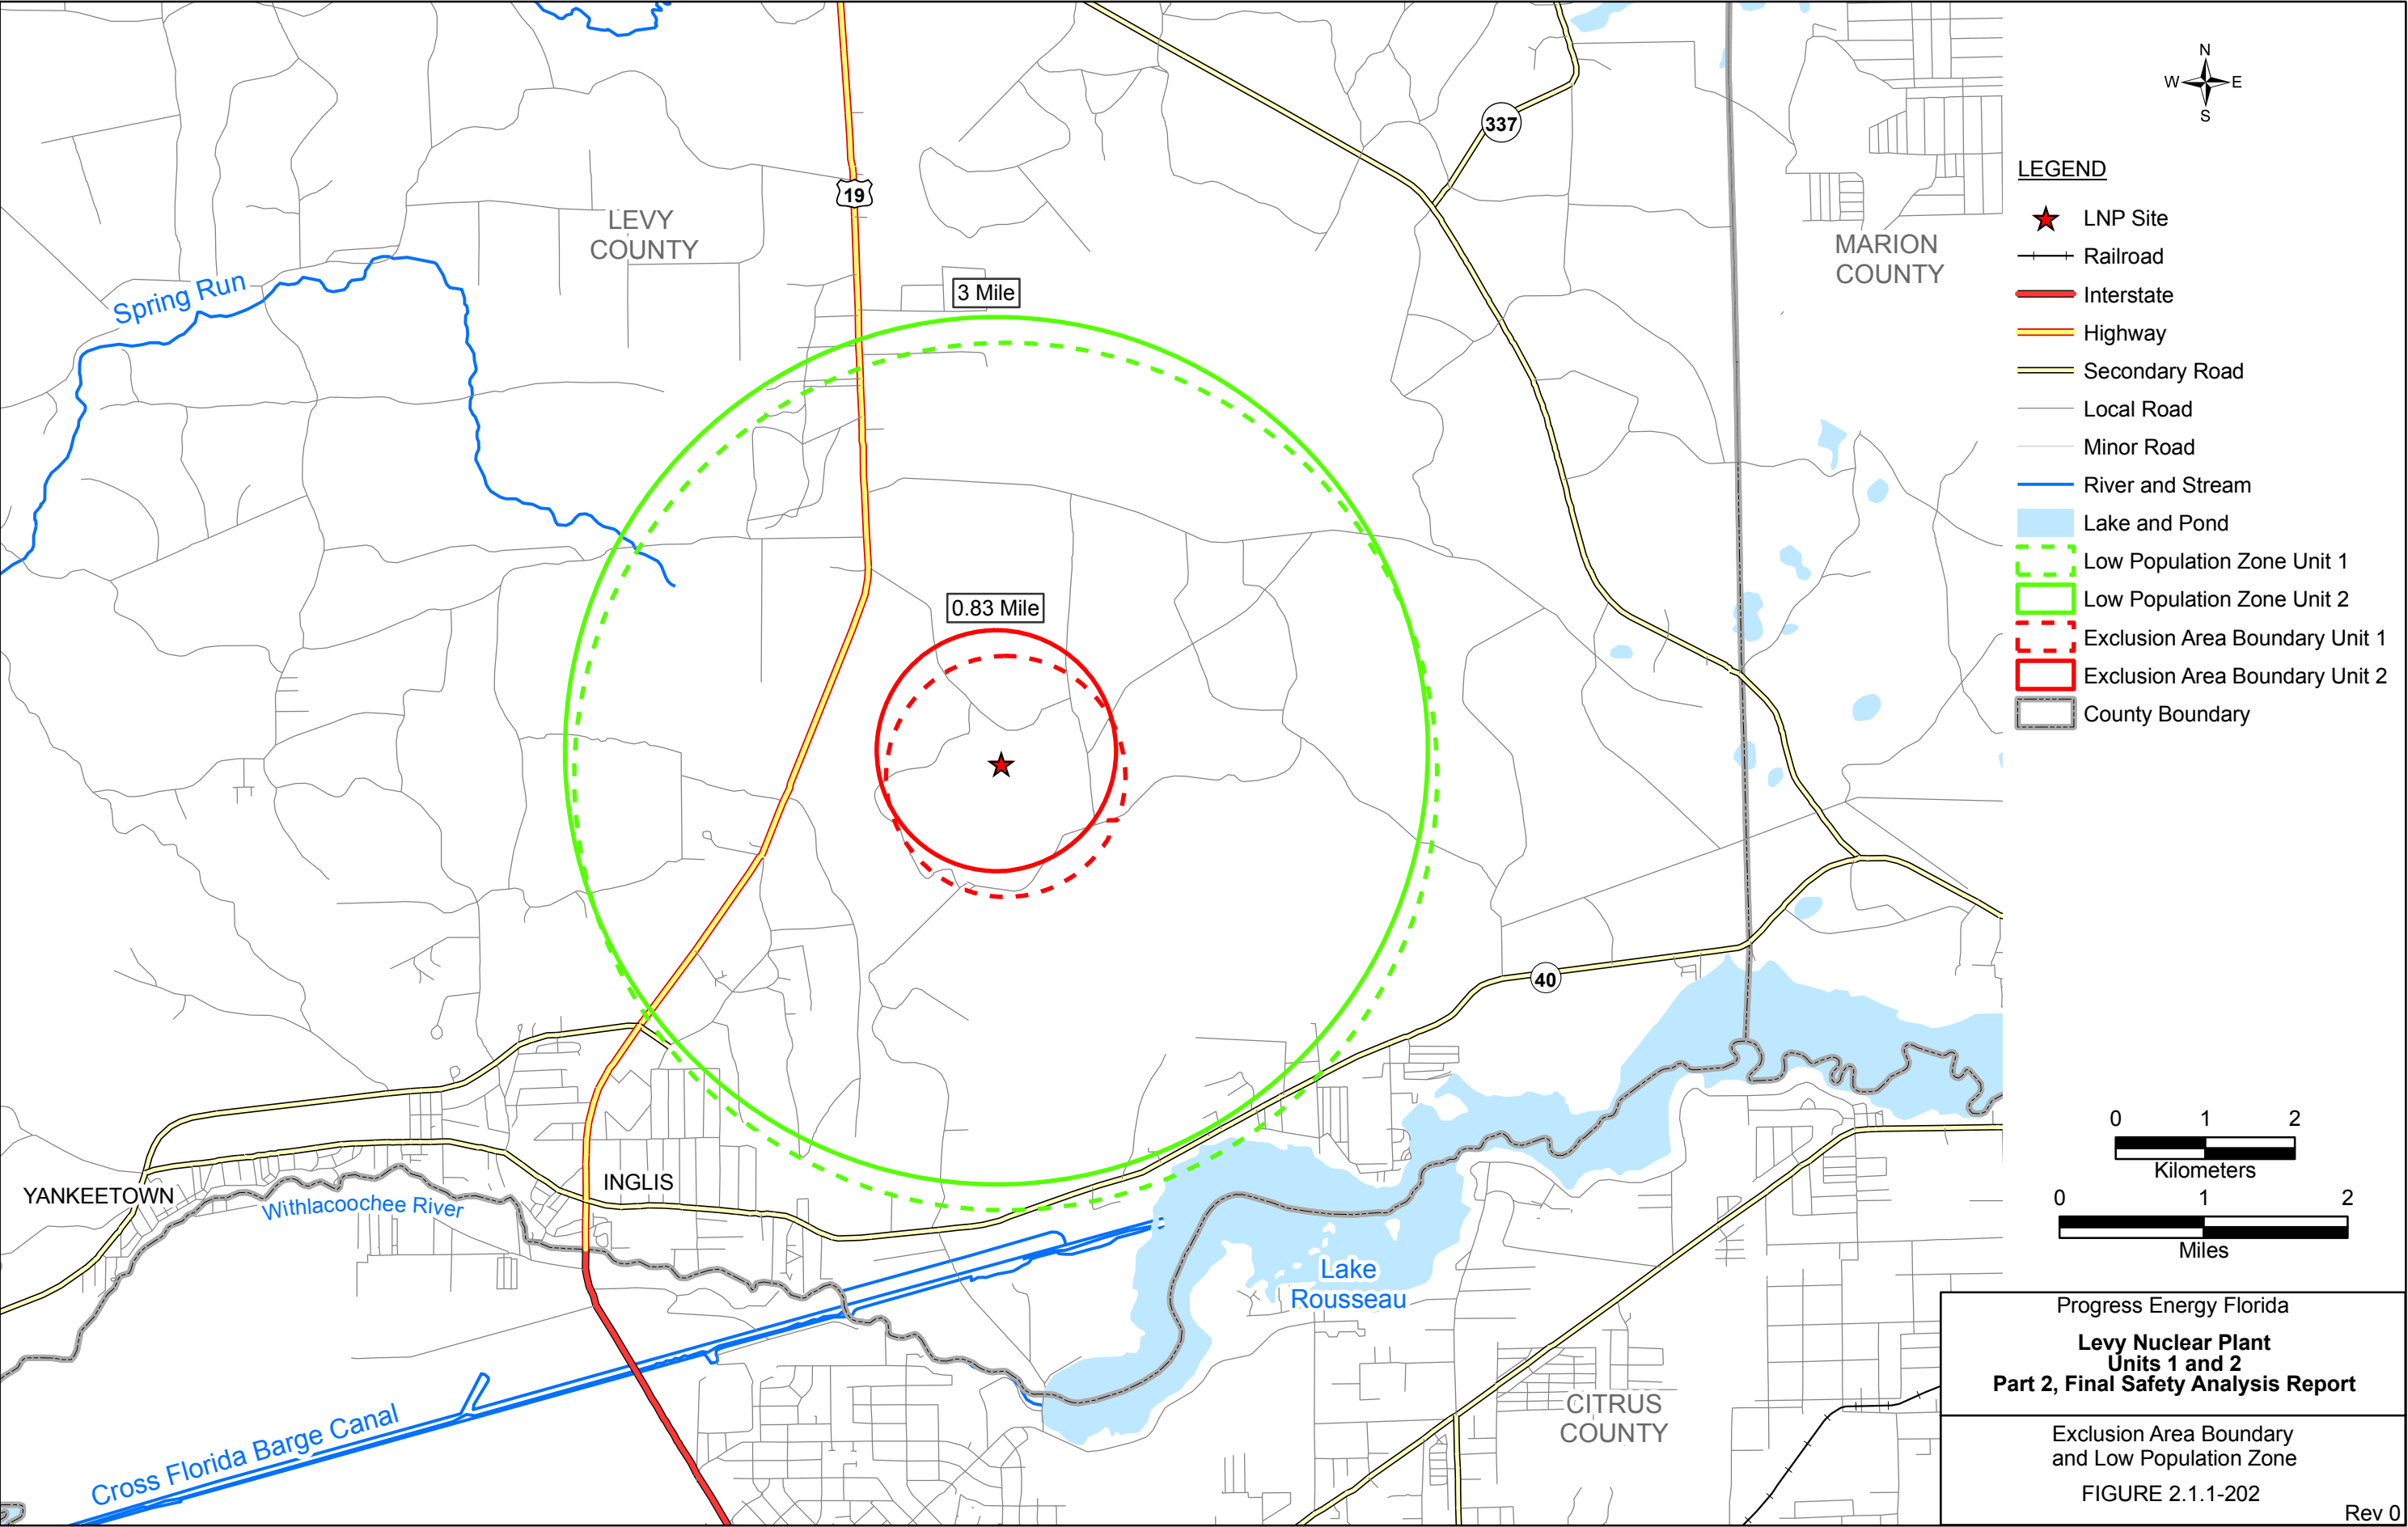 337
19
LEVY
COUNTY
MARION
COUNTY
Spring Run
3 Mile
0.83 Mile
40
YANKEETOWN
INGLIS
Withlacoochee River
Lake
Rousseau
CITRUS
COUNTY
Cross Florida Barge Canal
N
W E
S
LEGEND
LNP Site
Railroad
Interstate
Highway
Secondary Road
Local Road
Minor Road
River and Stream
Lake and Pond
Low Population Zone Unit 1
Low Population Zone Unit 2
Exclusion Area Boundary Unit 1
Exclusion Area Boundary Unit 2
County Boundary
0 1 2
Kilometers
0 1 2
Miles
Progress Energy Florida
Levy Nuclear Plant
Units 1 and 2
Part 2, Final Safety Analysis Report
Exclusion Area Boundary
and Low Population Zone
FIGURE 2.1.1-202
Rev 0